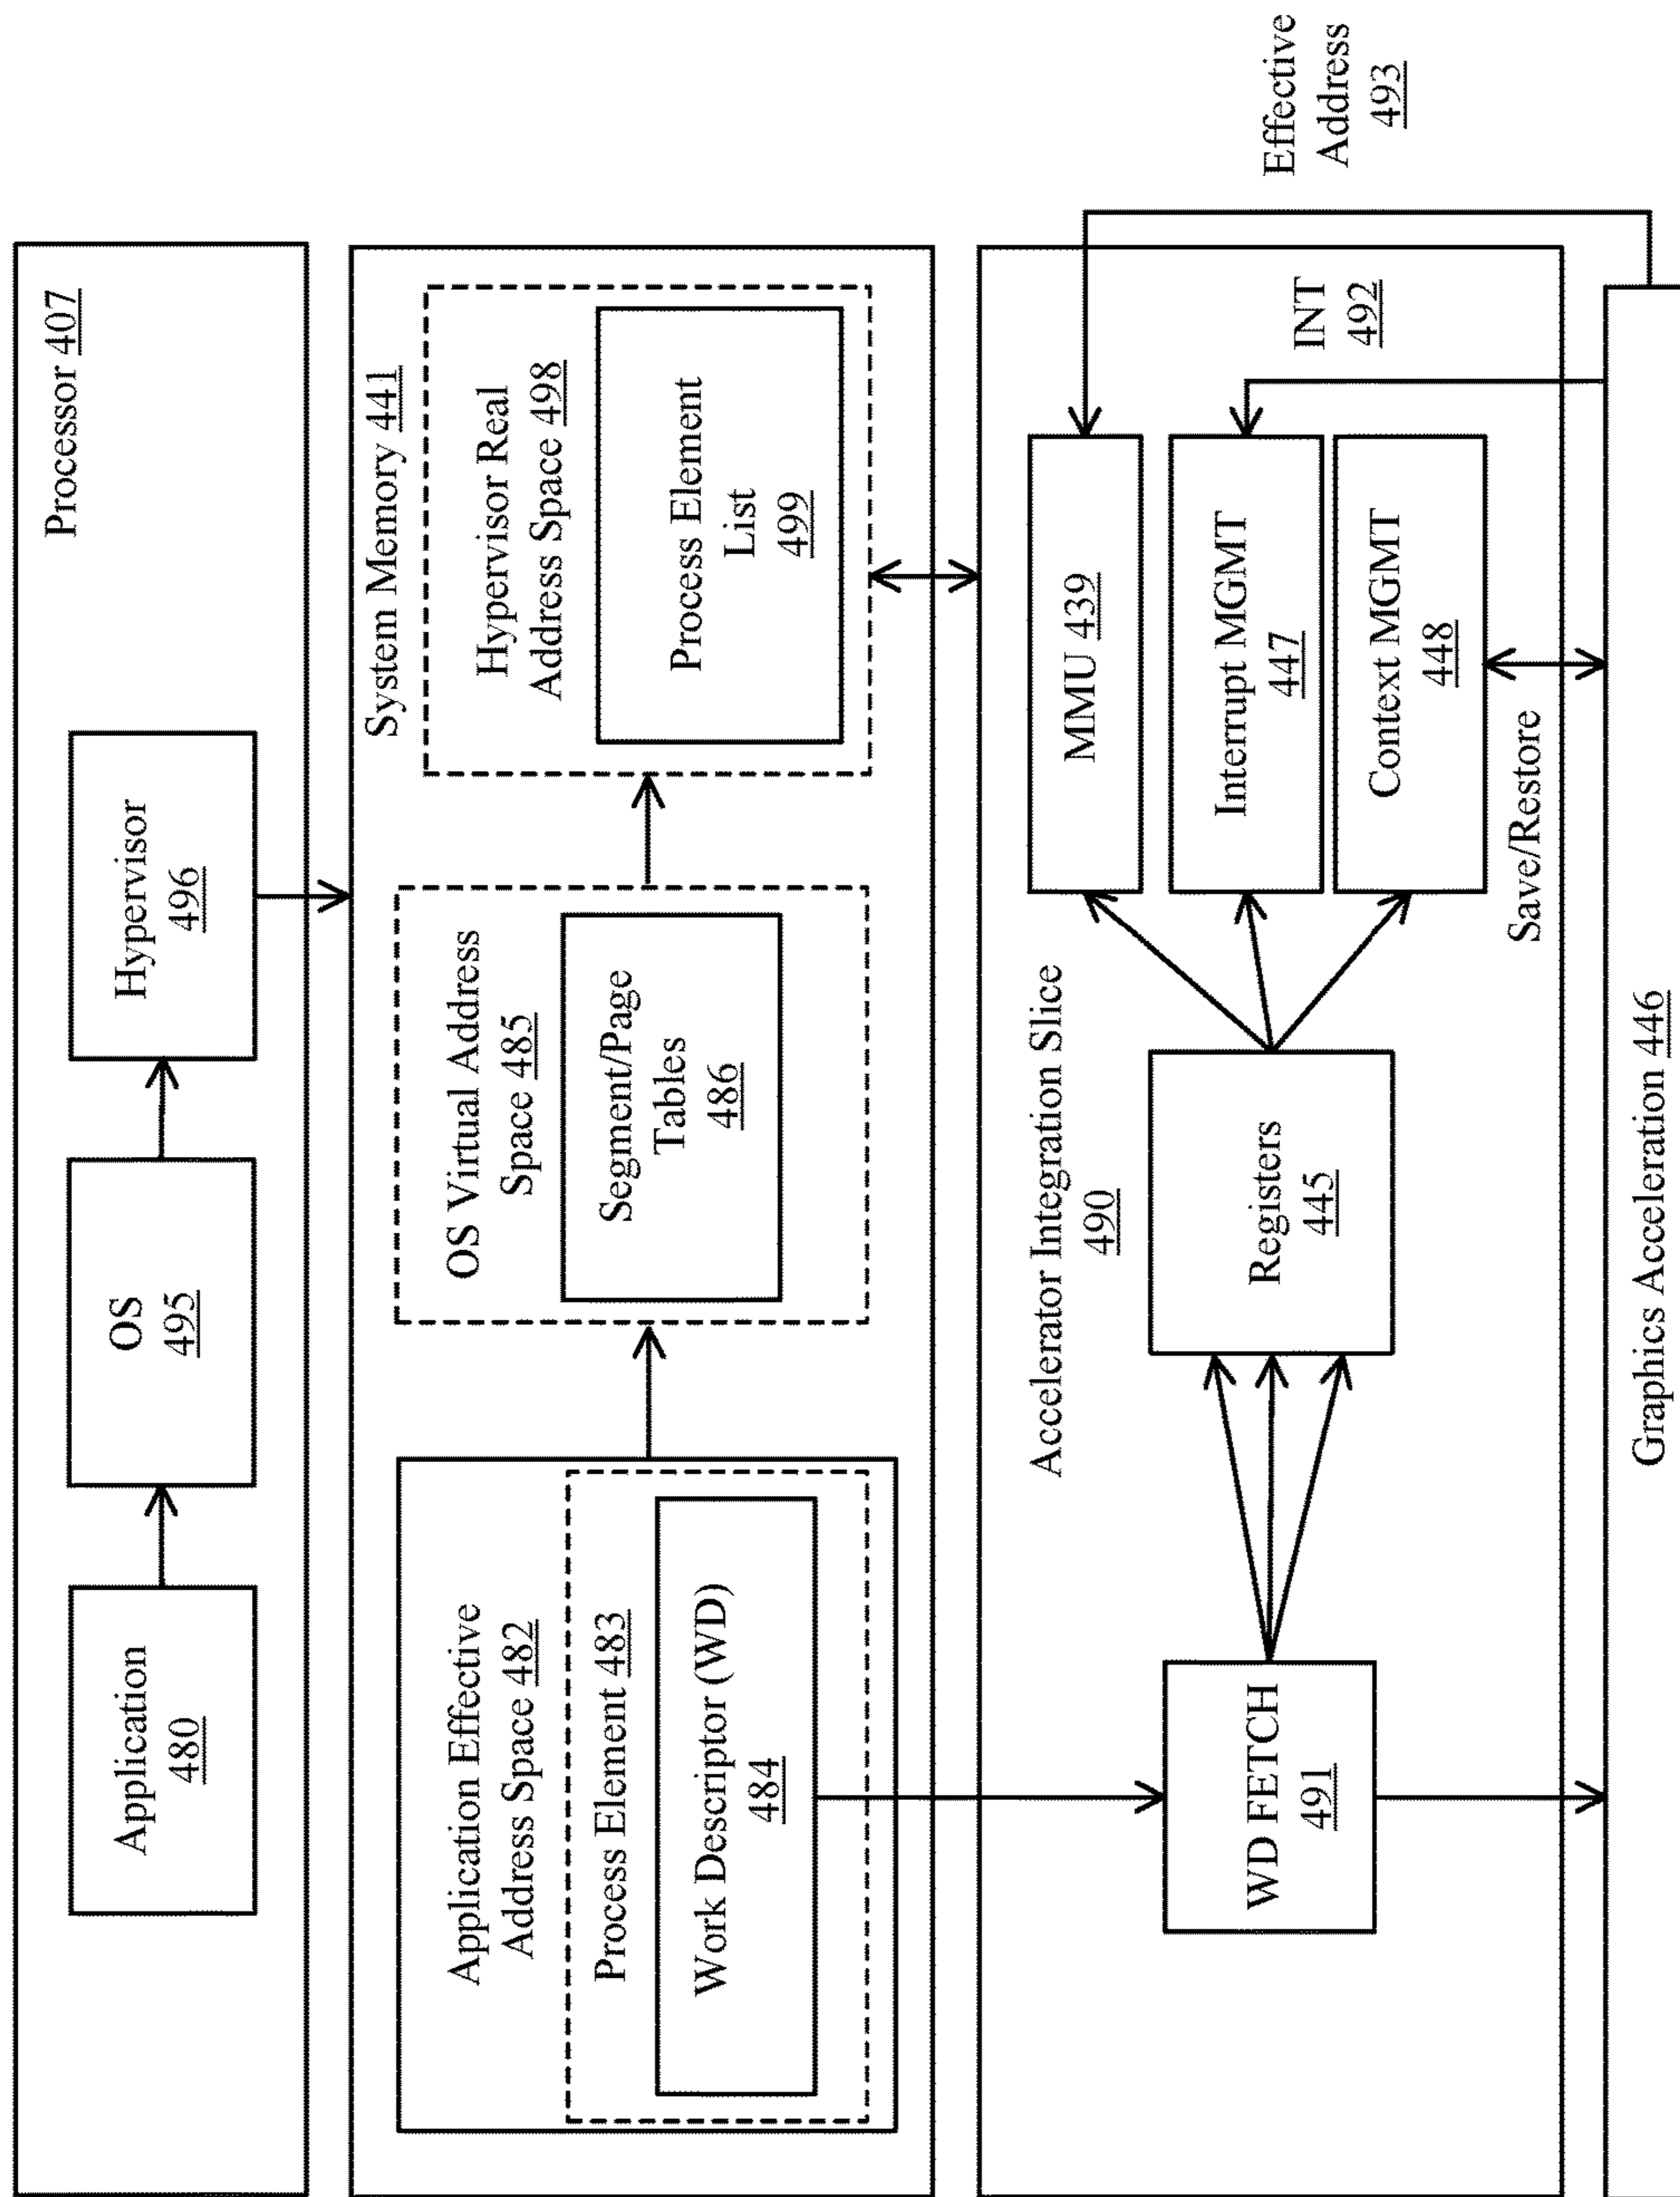 Processor 407
Application
480
OS
495
Hypervisor
496
System Memory 441
Application Effective
Address Space 482
Process Element 483
Work Descriptor (WD)
484
OS Virtual Address
Space 485
Segment/Page
Tables
486
Hypervisor Real
Address Space 498
Process Element
List
499
Accelerator Integration Slice
490
WD FETCH
491
Registers
445
MMU 439
Interrupt MGMT
447
Context MGMT
448
INT
492
Effective
Address
493
Save/Restore
Graphics Acceleration 446